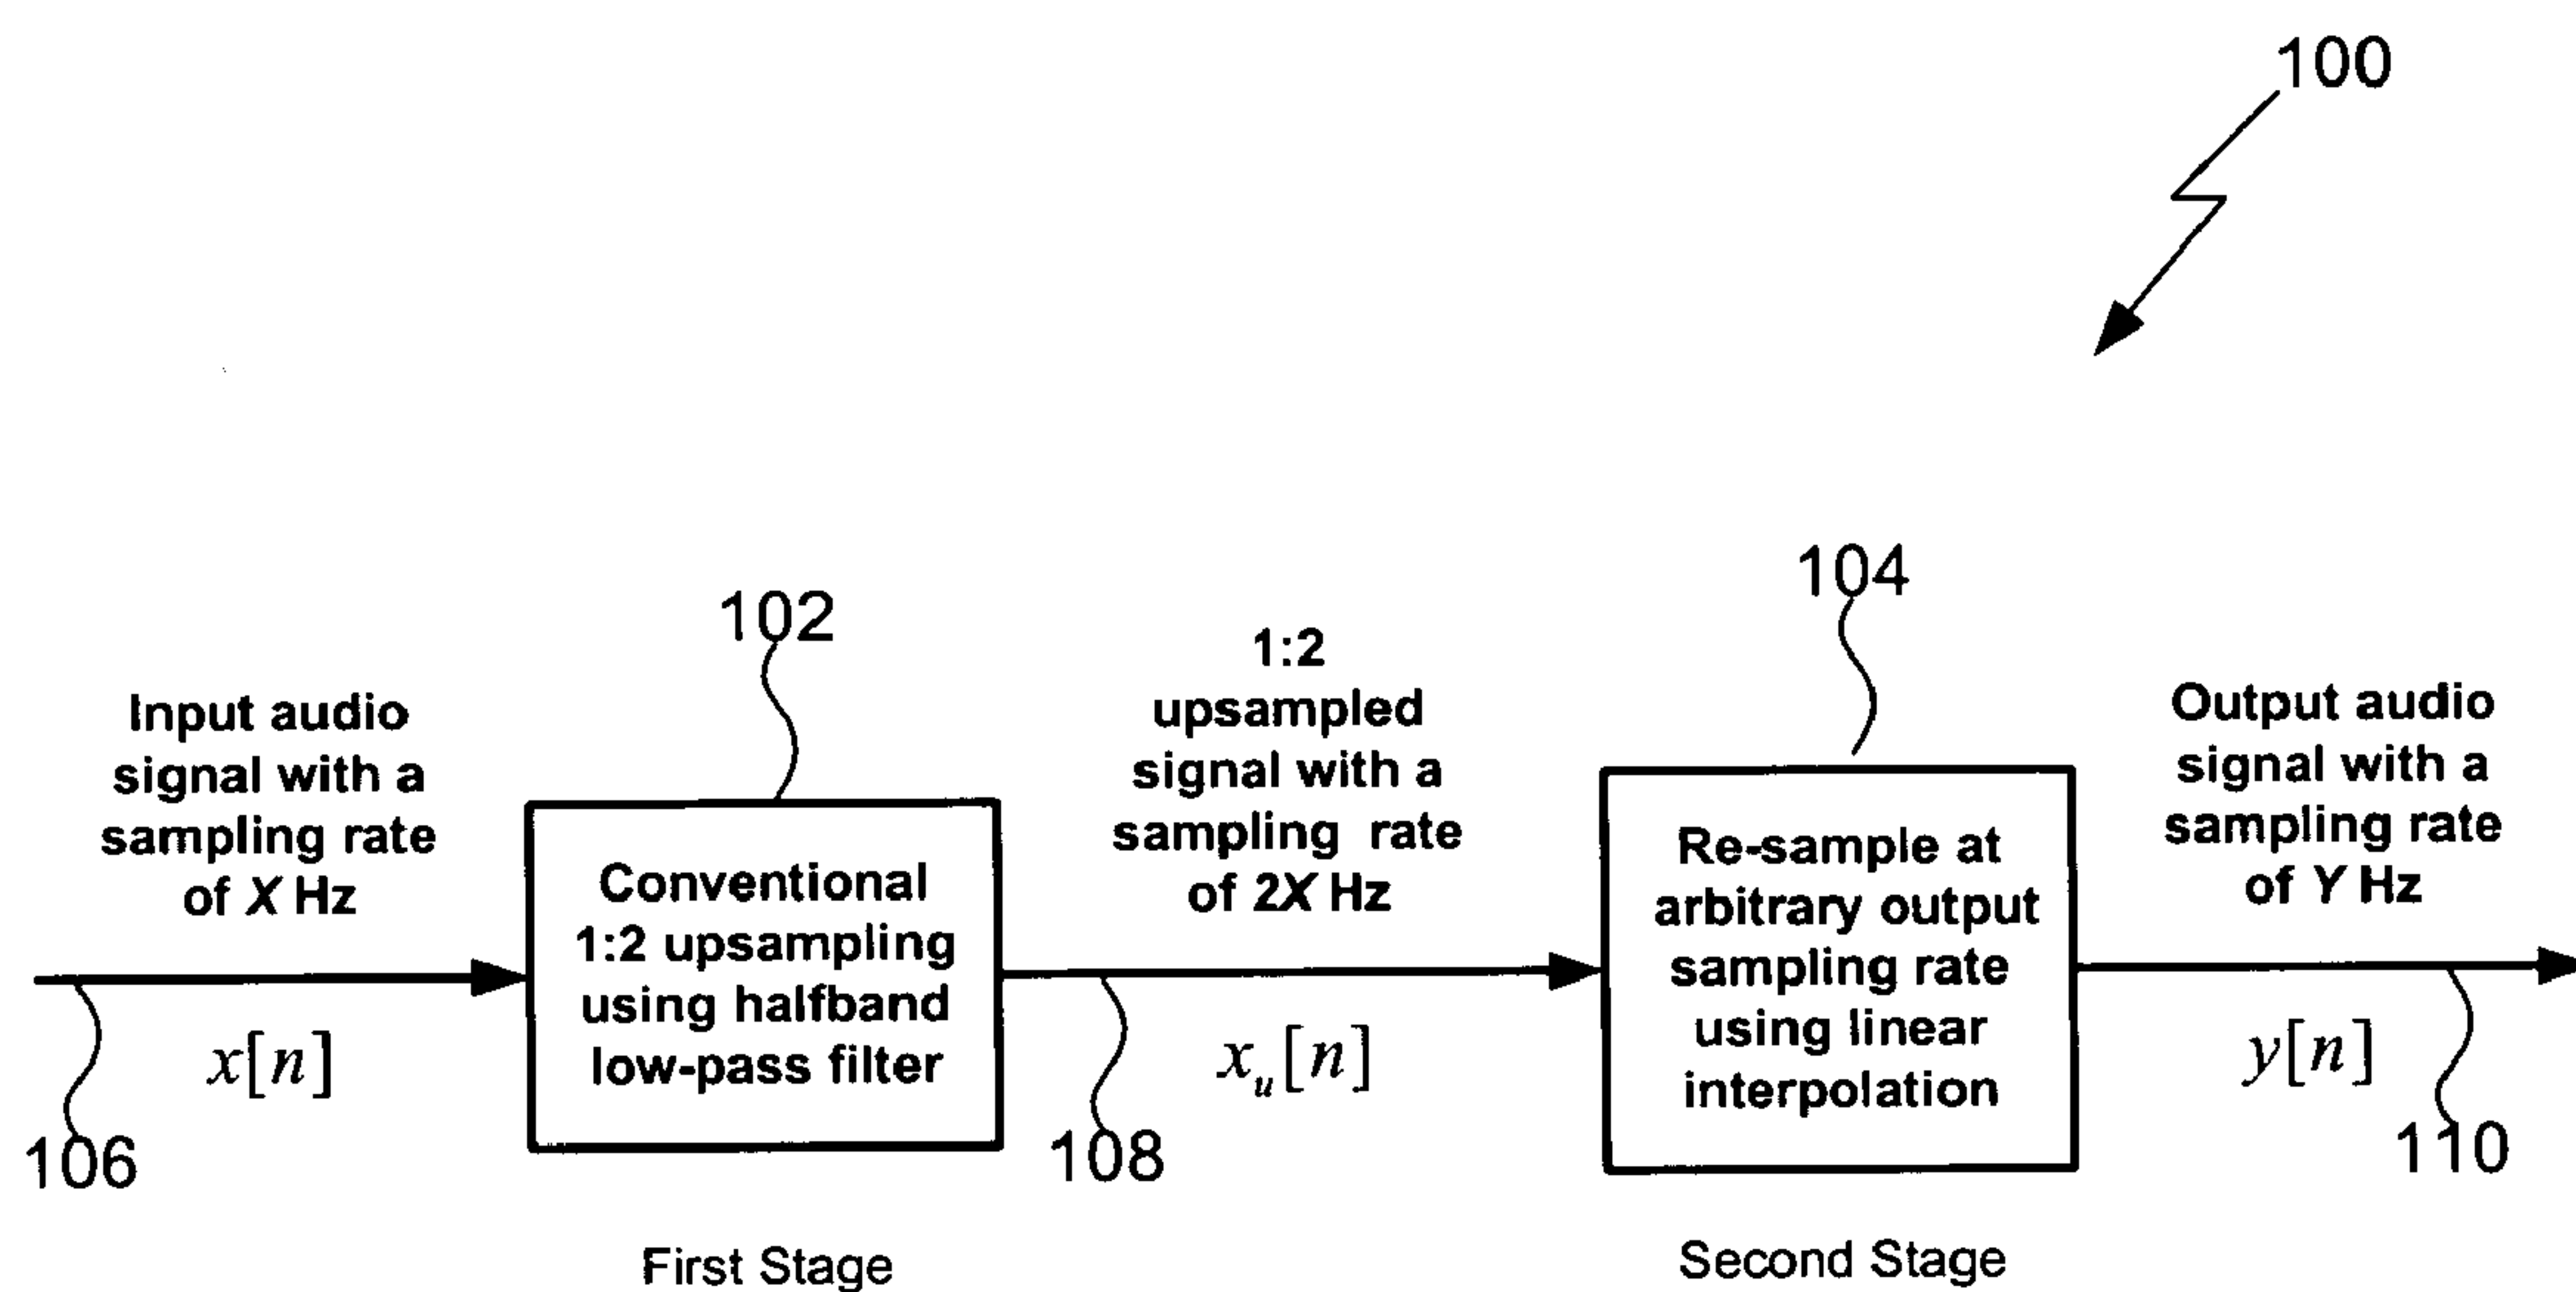 100
102
104
Input audio
signal with a
sampling rate
of X Hz
1:2
upsampled
signal with a
sampling rate
of 2X Hz
Output audio
signal with a
sampling rate
of Y Hz
Conventional
1:2 upsampling
using halfband
low-pass filter
Re-sample at
arbitrary output
sampling rate
using linear
interpolation
x[n]
xᵤ[n]
y[n]
106
108
110
First Stage
Second Stage